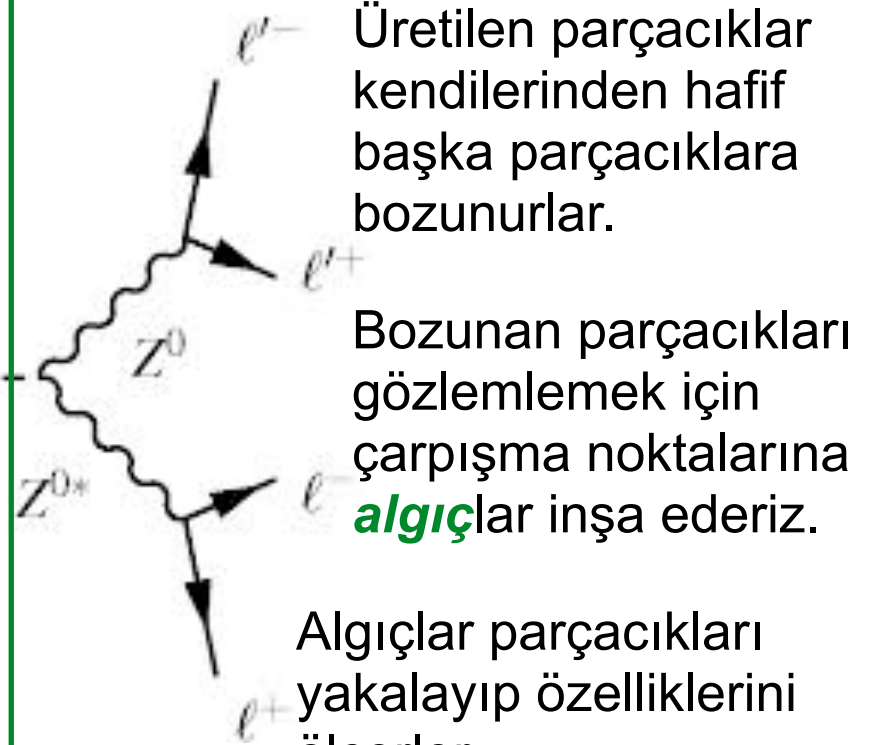 ℓ′−
Üretilen parçacıklar
kendilerinden hafif
başka parçacıklara
bozunurlar.
ℓ′+
Z⁰
Bozunan parçacıkları
gözlemlemek için
çarpışma noktalarına
algıçlar inşa ederiz.
Z⁰*
ℓ−
Algıçlar parçacıkları
yakalayıp özelliklerini
ℓ+